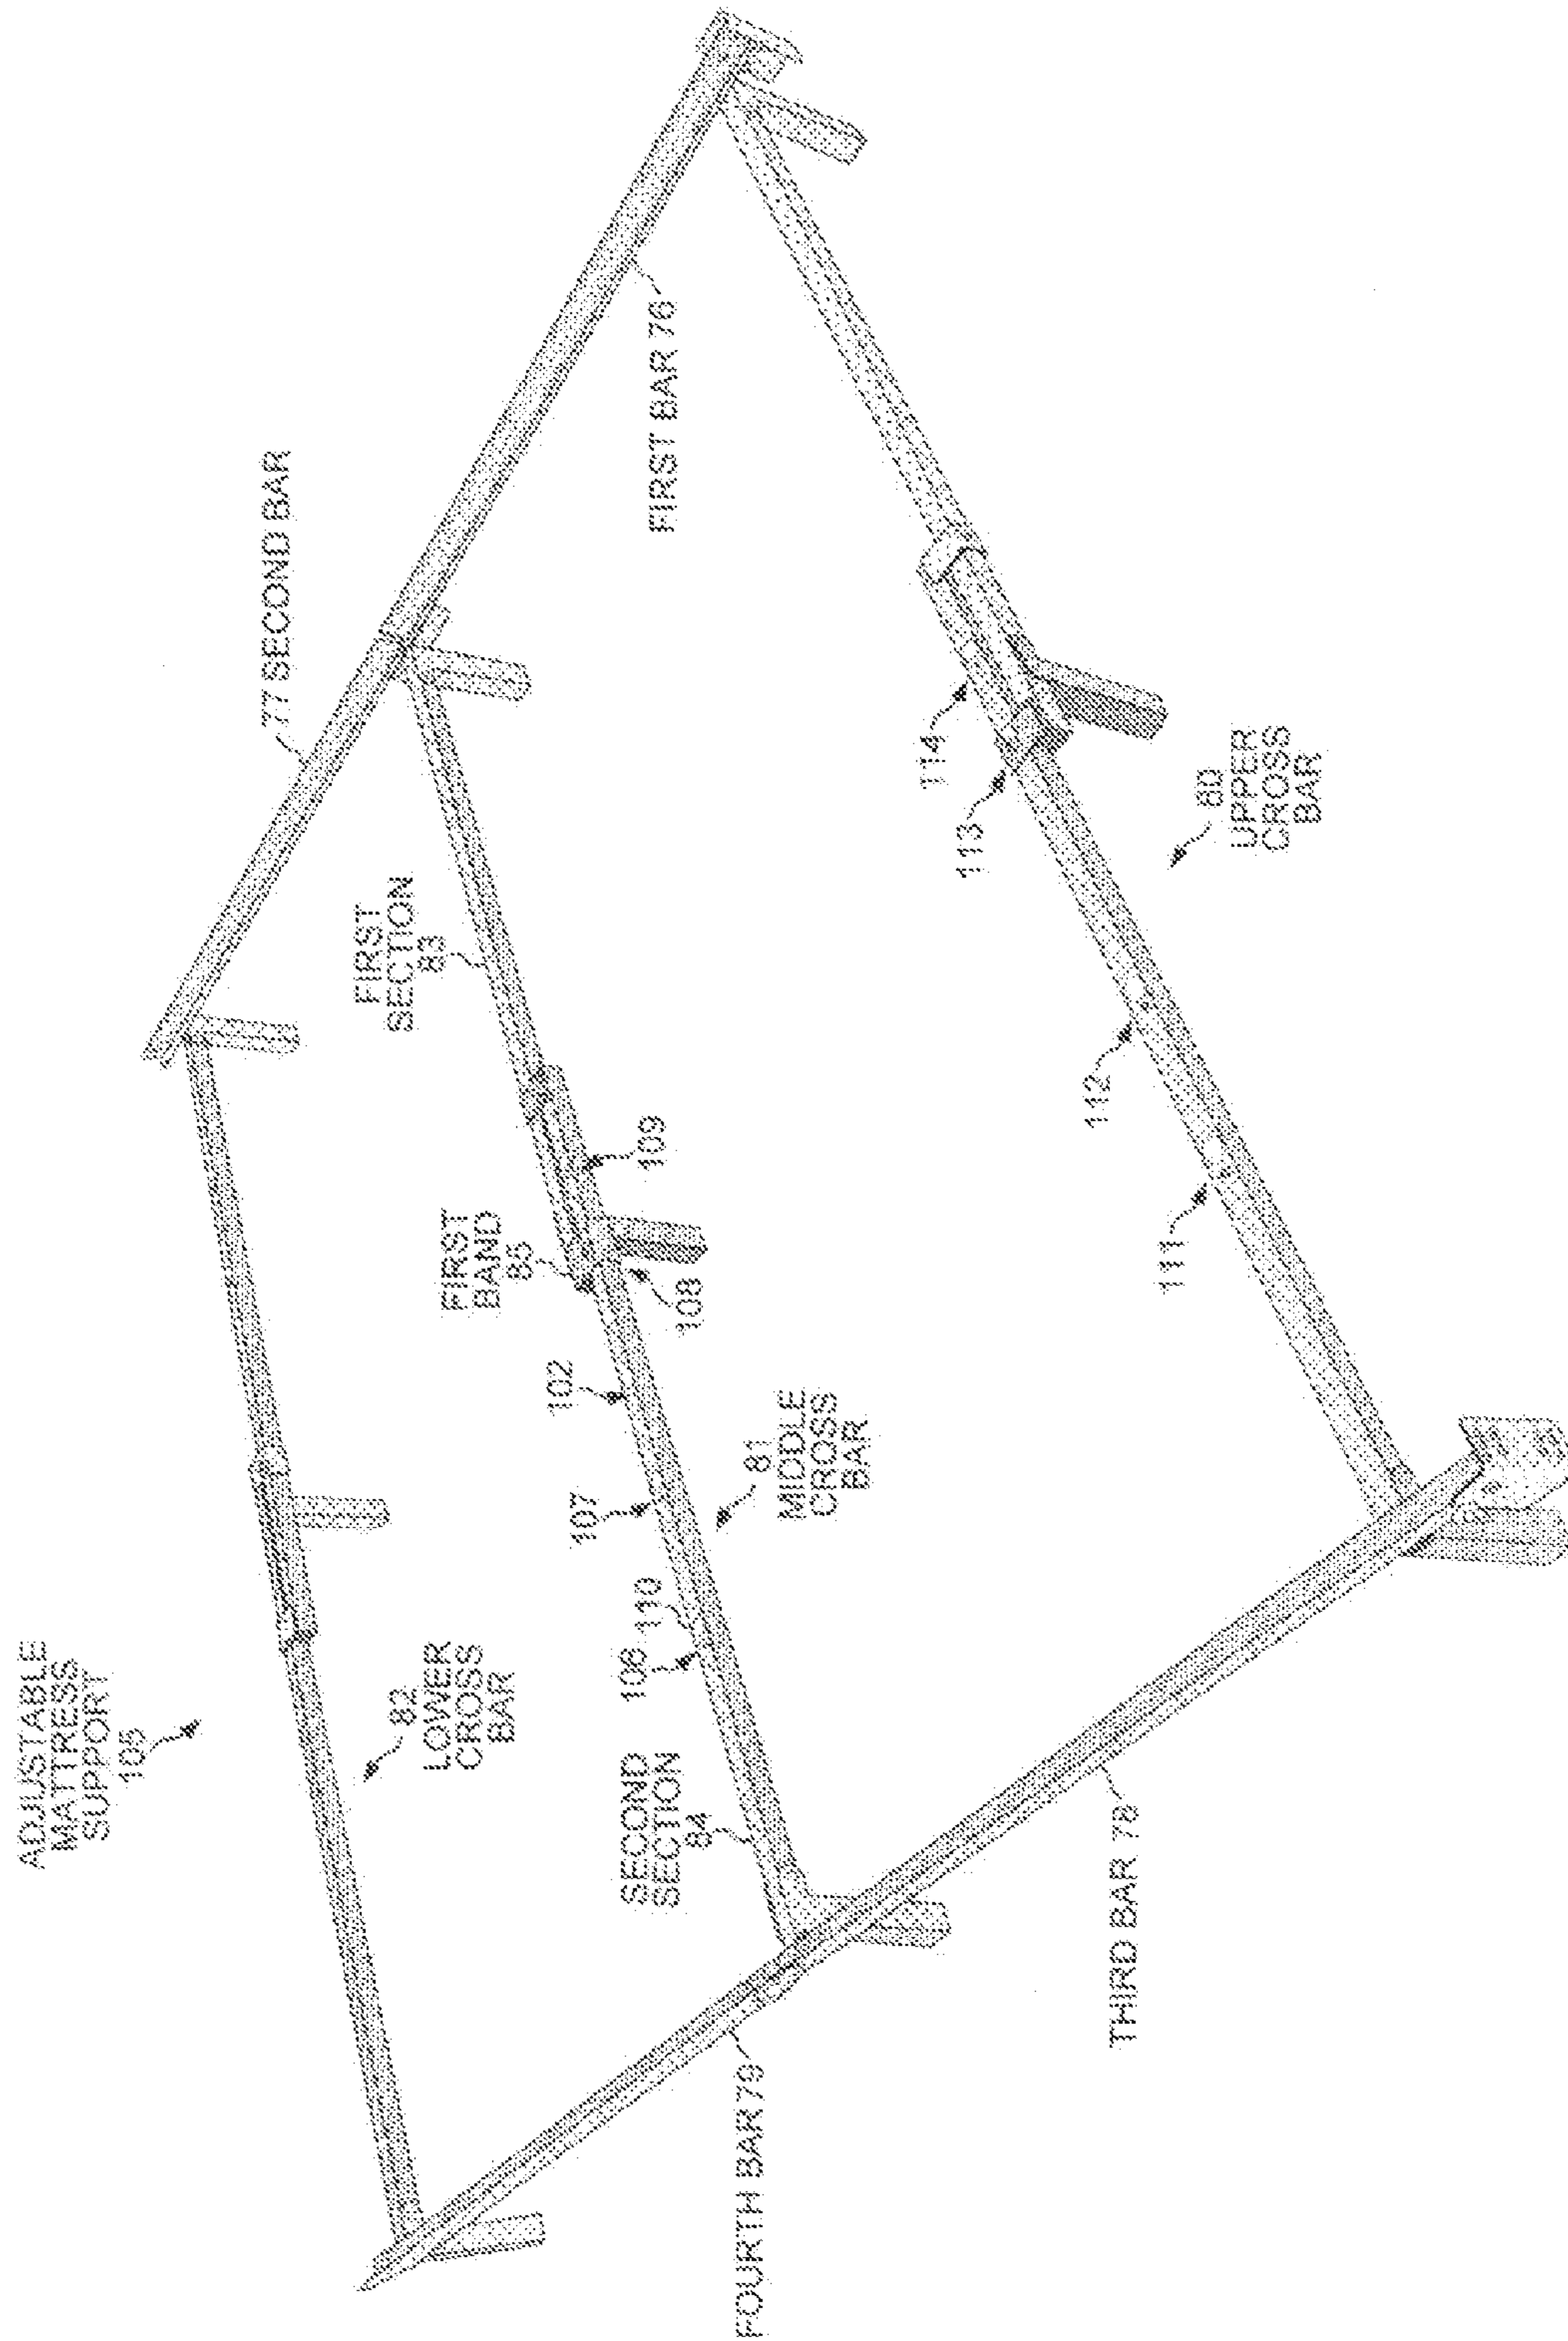 ADJUSTABLE
MATTRESS
SUPPORT
105
77 SECOND BAR
FIRST
SECTION
83
82
LOWER
CROSS
BAR
FIRST
BAND
85
102
107
SECOND
SECTION
84
106
110
109
108
FIRST BAR 76
FOURTH BAR 79
81
MIDDLE
CROSS
BAR
114
113
112
THIRD BAR 78
111
80
UPPER
CROSS
BAR